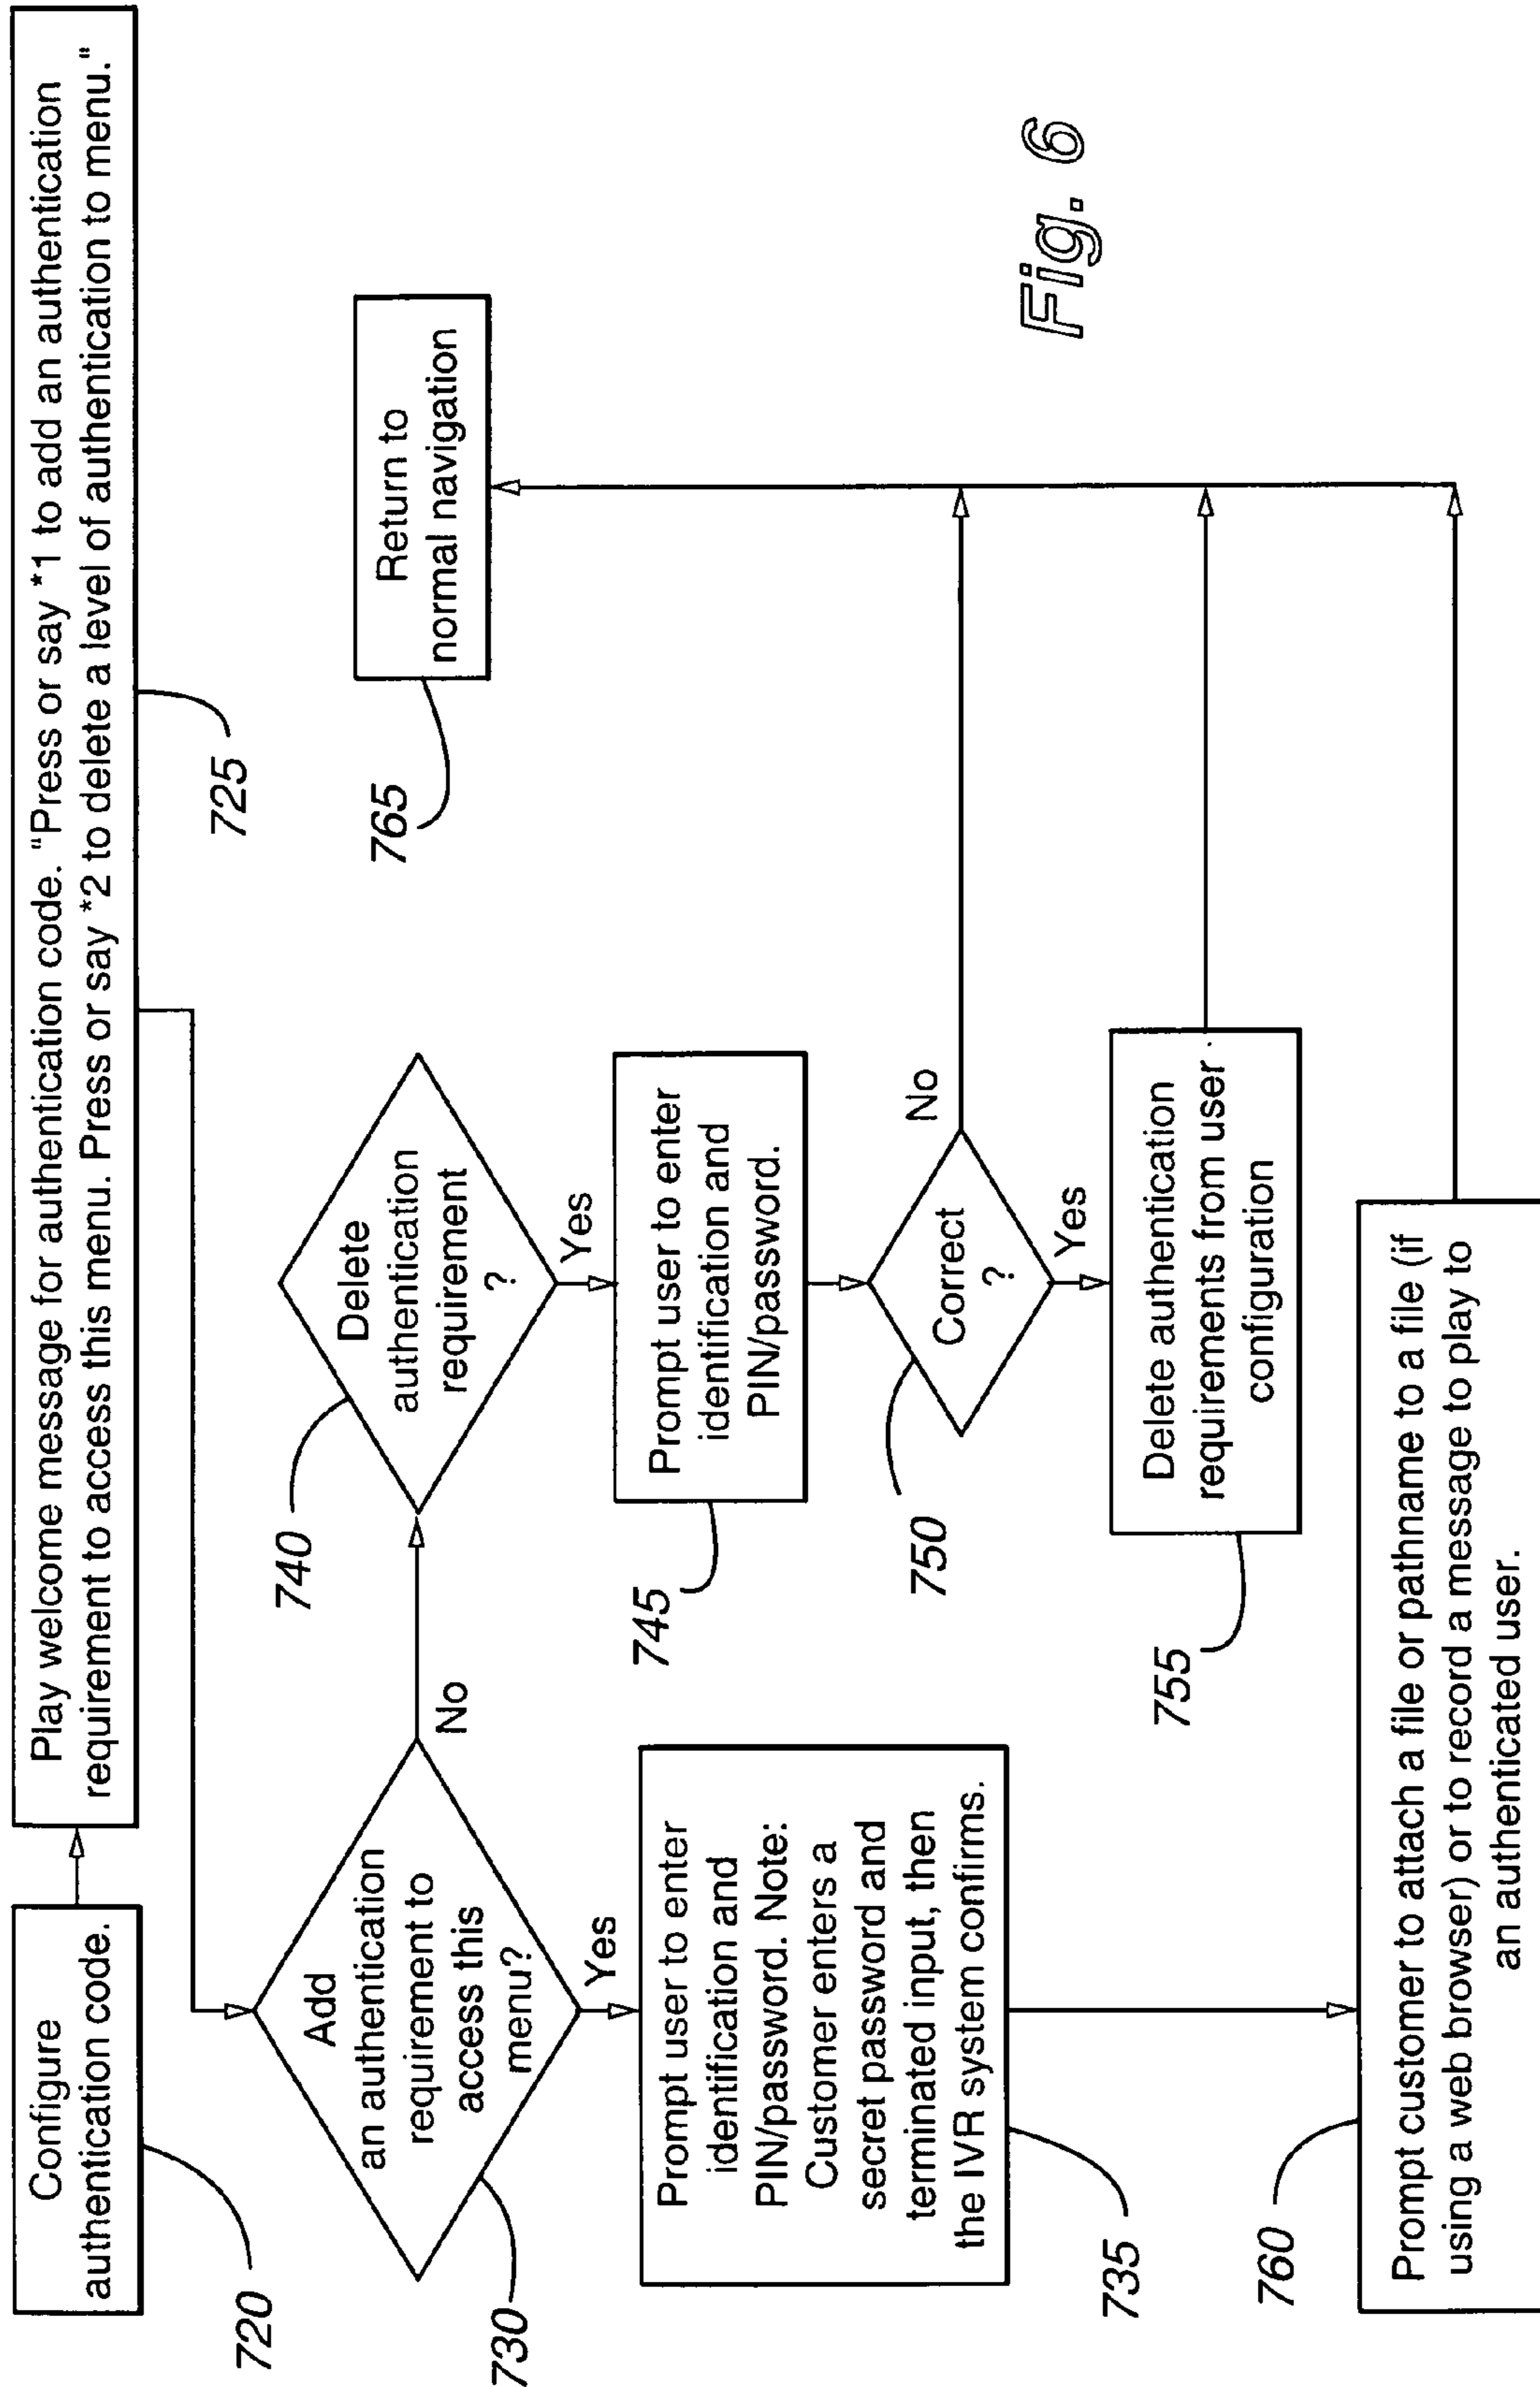 Configure
authentication code.
720
Play welcome message for authentication code. "Press or say *1 to add an authentication
requirement to access this menu. Press or say *2 to delete a level of authentication to menu."
725
Add
an authentication
requirement to
access this
menu?
730
No
Yes
Delete
authentication
requirement
?
740
Yes
Return to
normal navigation
765
Prompt user to enter
identification and
PIN/password. Note:
Customer enters a
secret password and
terminated input, then
the IVR system confirms.
735
Prompt user to enter
identification and
PIN/password.
745
Correct
?
750
No
Yes
Delete authentication
requirements from user
configuration
755
Prompt customer to attach a file or pathname to a file (if
using a web browser) or to record a message to play to
an authenticated user.
760
Fig. 6